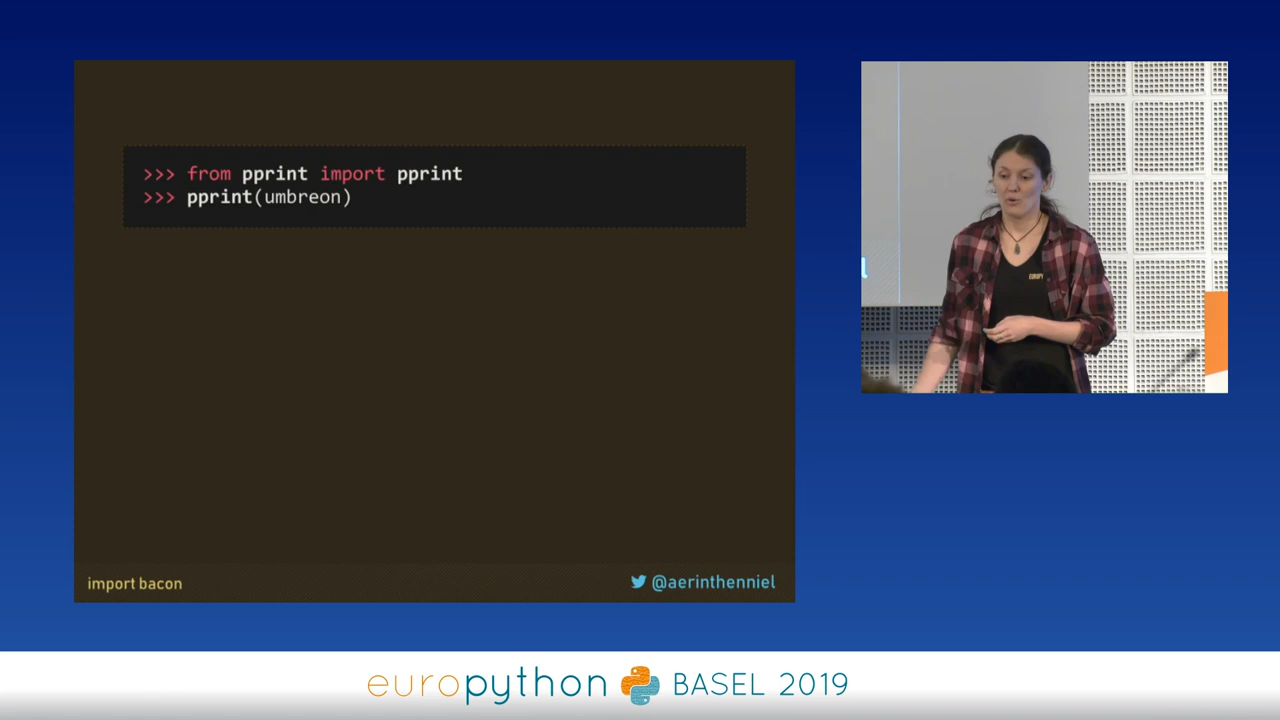 >>> from pprint import pprint
>>> pprint(umbreon)
import bacon
@aerinthenniel
europython BASEL 2019